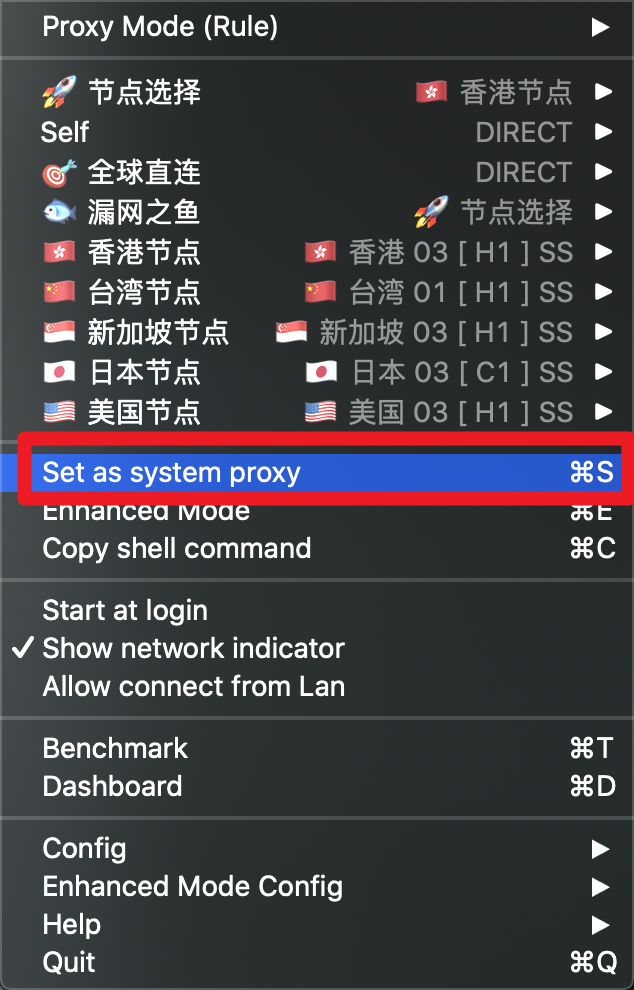 Proxy Mode (Rule) ▶
🚀 节点选择 🇭🇰 香港节点 ▶
Self DIRECT ▶
🎯 全球直连 DIRECT ▶
🐟 漏网之鱼 🚀 节点选择 ▶
🇭🇰 香港节点 🇭🇰 香港 03 [ H1 ] SS ▶
🇨🇳 台湾节点 🇨🇳 台湾 01 [ H1 ] SS ▶
🇸🇬 新加坡节点 🇸🇬 新加坡 03 [ H1 ] SS ▶
🇯🇵 日本节点 🇯🇵 日本 03 [ C1 ] SS ▶
🇺🇸 美国节点 🇺🇸 美国 03 [ H1 ] SS ▶
Set as system proxy ⌘S
Enhanced Mode ⌘E
Copy shell command ⌘C
Start at login
✓ Show network indicator
Allow connect from Lan
Benchmark ⌘T
Dashboard ⌘D
Config ▶
Enhanced Mode Config ▶
Help ▶
Quit ⌘Q